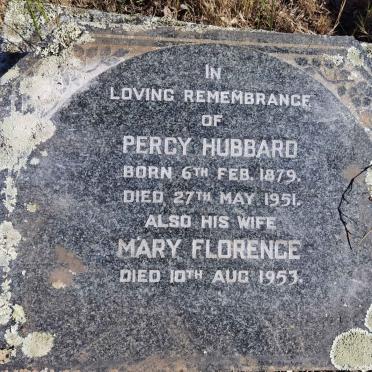 IN
LOVING REMEMBRANCE
OF
PERCY HUBBARD
BORN 6TH FEB. 1879.
DIED 27TH MAY 1951.
ALSO HIS WIFE
MARY FLORENCE
DIED 10TH AUG 1953.